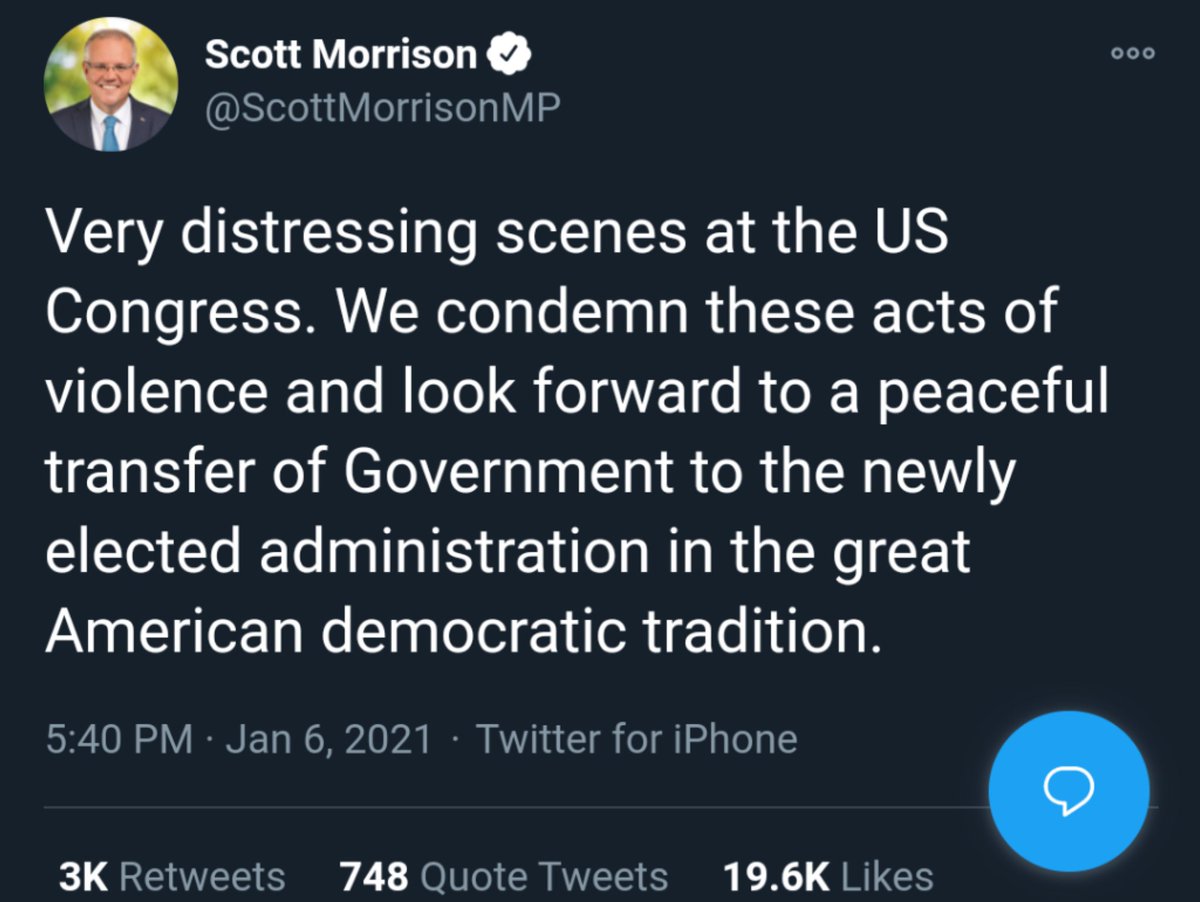 Scott Morrison
@ScottMorrisonMP
Very distressing scenes at the US
Congress. We condemn these acts of
violence and look forward to a peaceful
transfer of Government to the newly
elected administration in the great
American democratic tradition.
5:40 PM · Jan 6, 2021 · Twitter for iPhone
3K Retweets 748 Quote Tweets 19.6K Likes